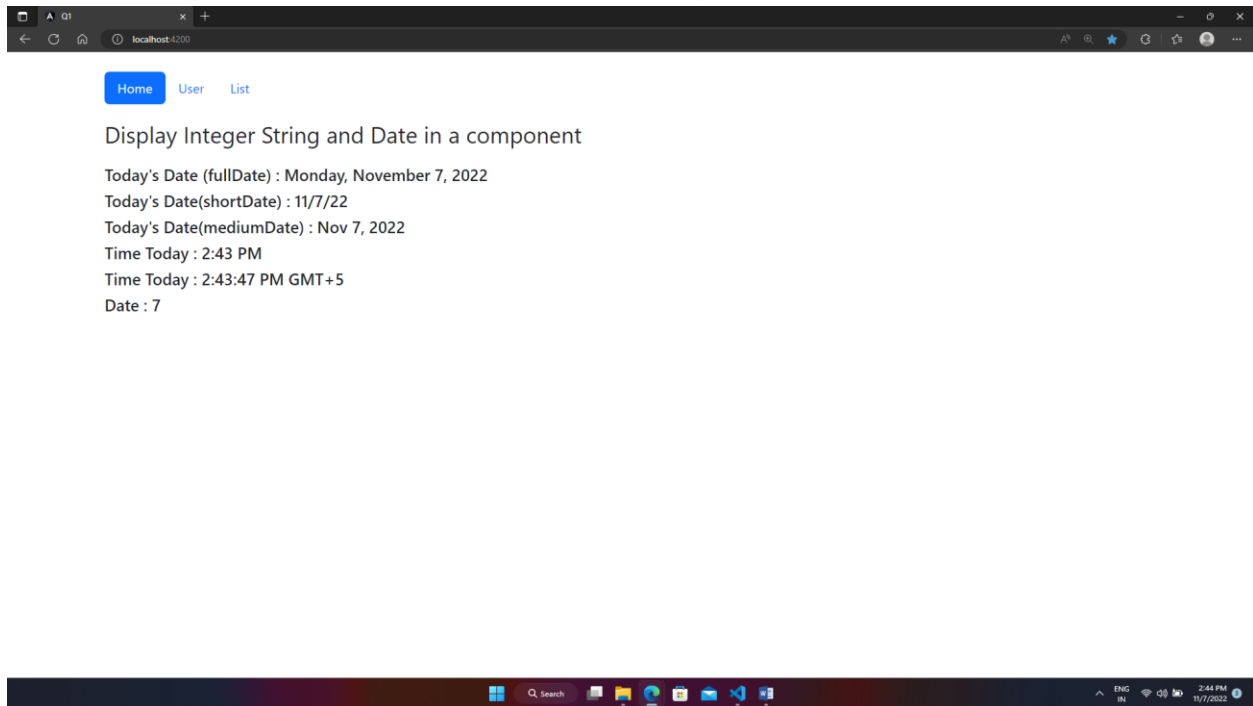 Q1
localhost:4200
Home User List
Display Integer String and Date in a component
Today's Date (fullDate) : Monday, November 7, 2022
Today's Date(shortDate) : 11/7/22
Today's Date(mediumDate) : Nov 7, 2022
Time Today : 2:43 PM
Time Today : 2:43:47 PM GMT+5
Date : 7
Search
ENG
IN
2:44 PM
11/7/2022